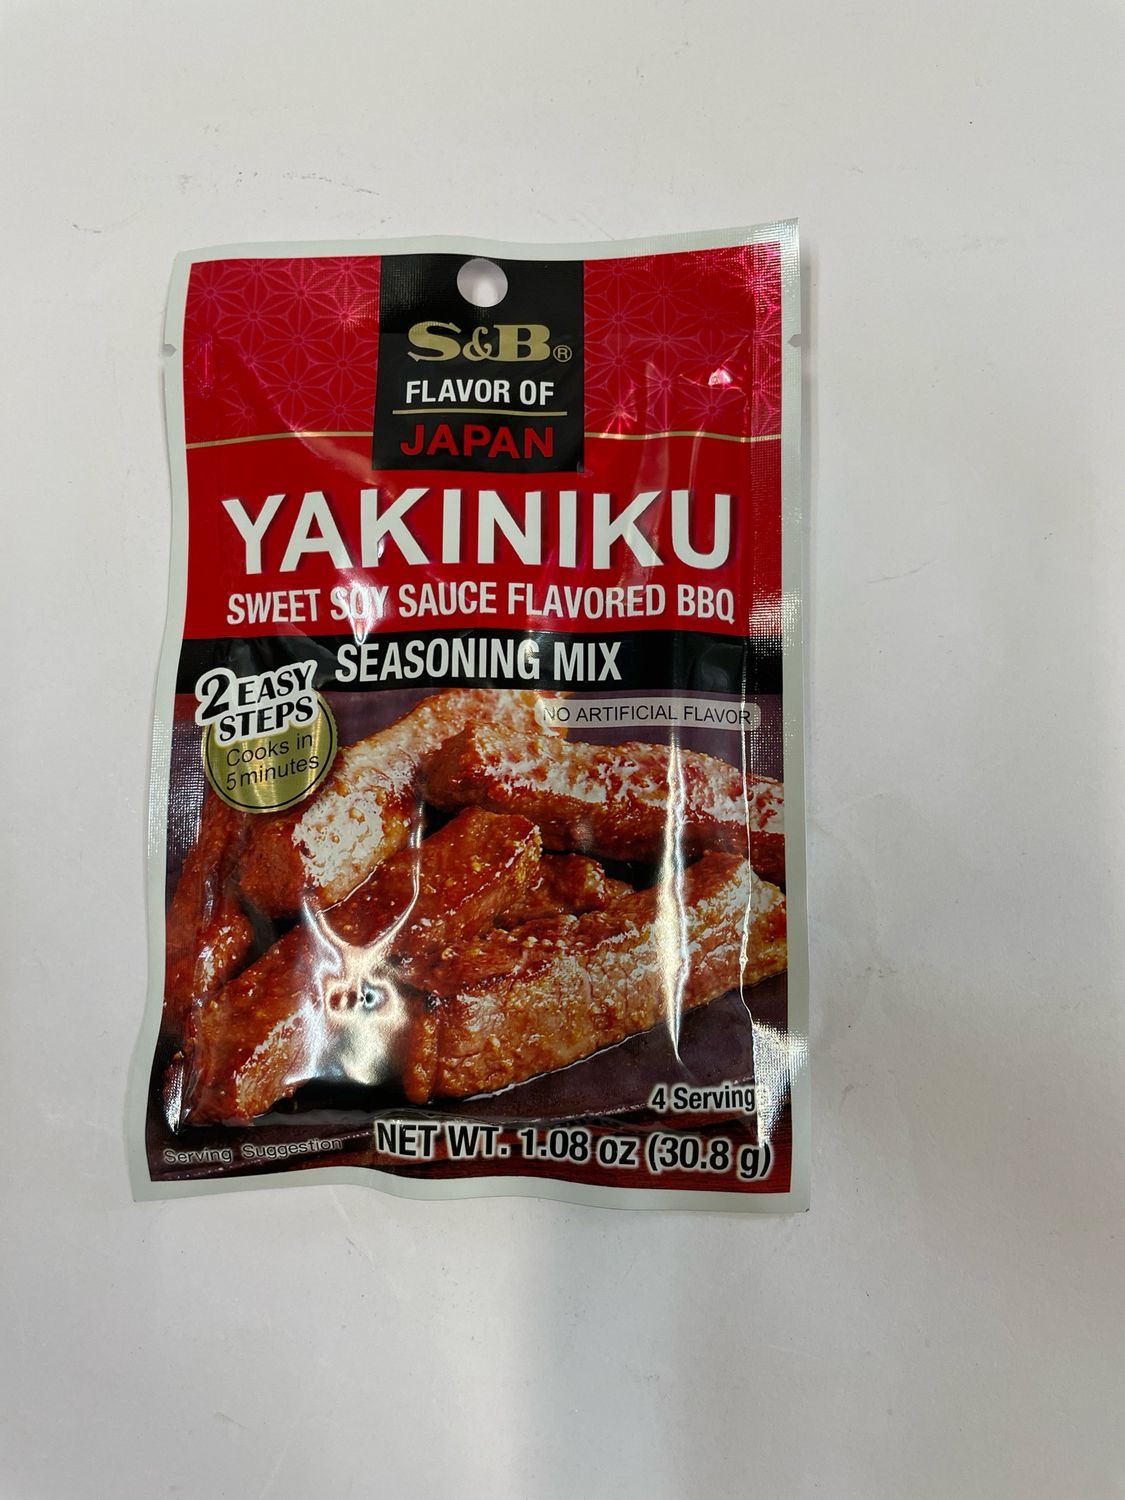 S&B®
FLAVOR OF
JAPAN
YAKINIKU
SWEET SOY SAUCE FLAVORED BBQ
SEASONING MIX
2 EASY
STEPS
Cooks in
5 minutes
NO ARTIFICIAL FLAVOR
4 Servings
Serving Suggestion
NET WT. 1.08 oz (30.8 g)